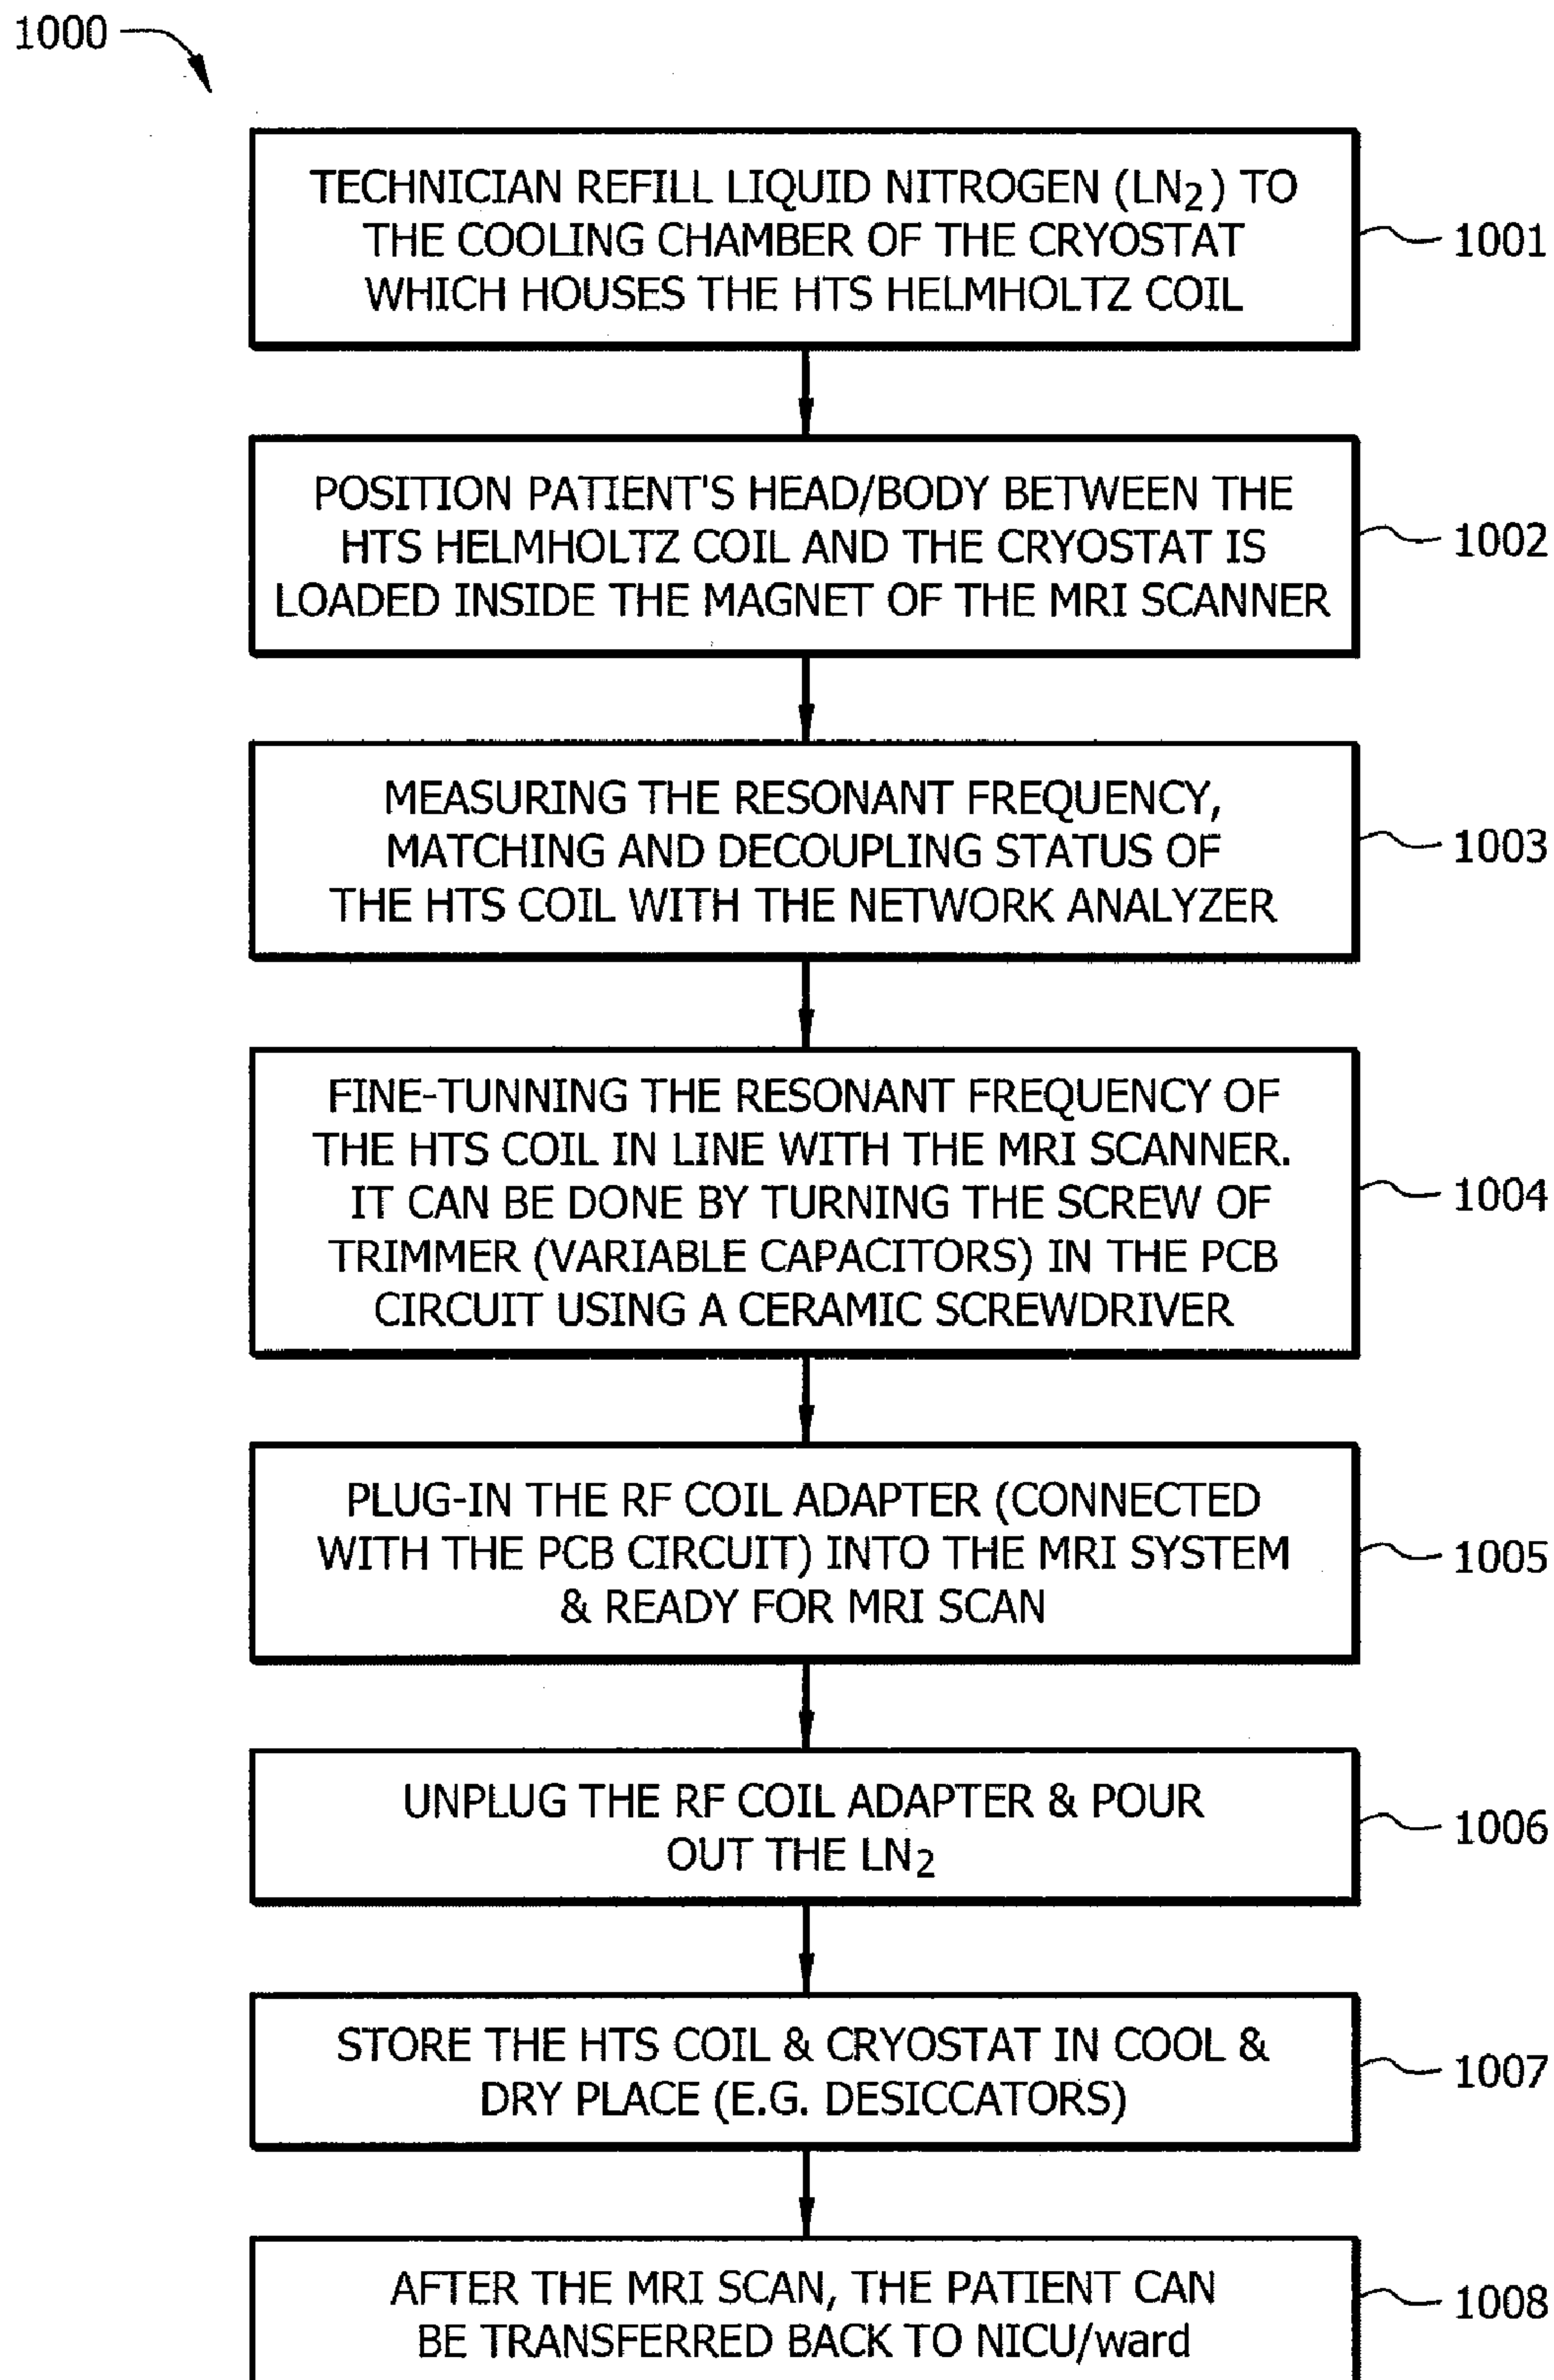 1000
TECHNICIAN REFILL LIQUID NITROGEN (LN2) TO
THE COOLING CHAMBER OF THE CRYOSTAT
WHICH HOUSES THE HTS HELMHOLTZ COIL
1001
POSITION PATIENT'S HEAD/BODY BETWEEN THE
HTS HELMHOLTZ COIL AND THE CRYOSTAT IS
LOADED INSIDE THE MAGNET OF THE MRI SCANNER
1002
MEASURING THE RESONANT FREQUENCY,
MATCHING AND DECOUPLING STATUS OF
THE HTS COIL WITH THE NETWORK ANALYZER
1003
FINE-TUNNING THE RESONANT FREQUENCY OF
THE HTS COIL IN LINE WITH THE MRI SCANNER.
IT CAN BE DONE BY TURNING THE SCREW OF
TRIMMER (VARIABLE CAPACITORS) IN THE PCB
CIRCUIT USING A CERAMIC SCREWDRIVER
1004
PLUG-IN THE RF COIL ADAPTER (CONNECTED
WITH THE PCB CIRCUIT) INTO THE MRI SYSTEM
& READY FOR MRI SCAN
1005
UNPLUG THE RF COIL ADAPTER & POUR
OUT THE LN2
1006
STORE THE HTS COIL & CRYOSTAT IN COOL &
DRY PLACE (E.G. DESICCATORS)
1007
AFTER THE MRI SCAN, THE PATIENT CAN
BE TRANSFERRED BACK TO NICU/ward
1008